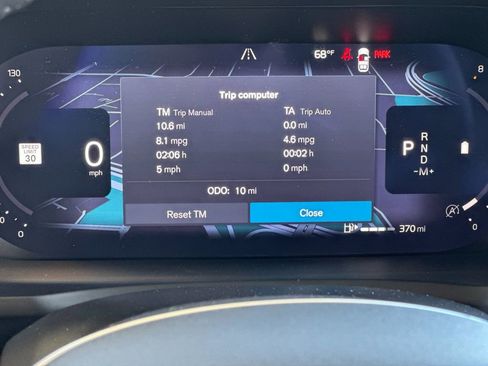 68°F PARK
130
8
Trip computer
TM Trip Manual TA Trip Auto
10.6 mi 0.0 mi
8.1 mpg 4.6 mpg
02:06 h 00:02 h
5 mph 0 mph
ODO: 10 mi
Reset TM Close
SPEED LIMIT 30
0
mph
P R
N
D
-M+
A
0
370 mi